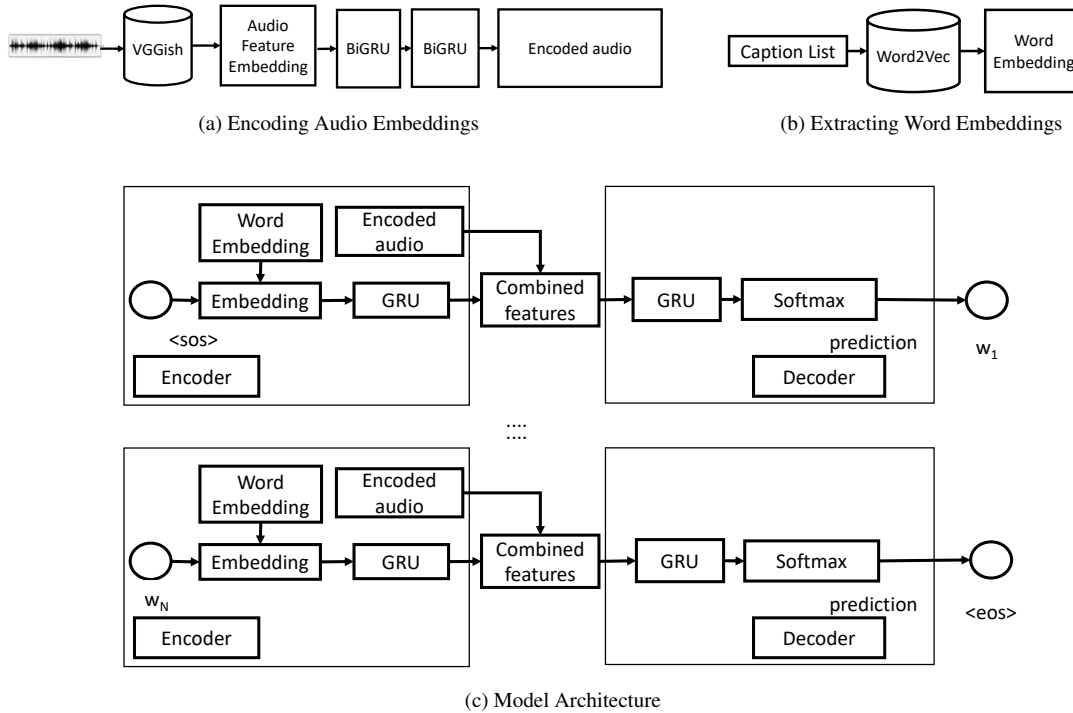 VGGish
Audio
Feature
Embedding
BiGRU
BiGRU
Encoded audio
(a) Encoding Audio Embeddings
Caption List
Word2Vec
Word
Embedding
(b) Extracting Word Embeddings
Word
Embedding
Encoded
audio
Embedding
GRU
Combined
features
GRU
Softmax
<sos>
prediction
w₁
Encoder
Decoder
....
....
Word
Embedding
Encoded
audio
Embedding
GRU
Combined
features
GRU
Softmax
w_N
prediction
<eos>
Encoder
Decoder
(c) Model Architecture